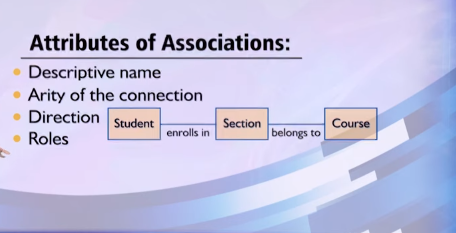 Attributes of Associations:
Descriptive name
Arity of the connection
Direction
Roles
Student enrolls in Section belongs to Course